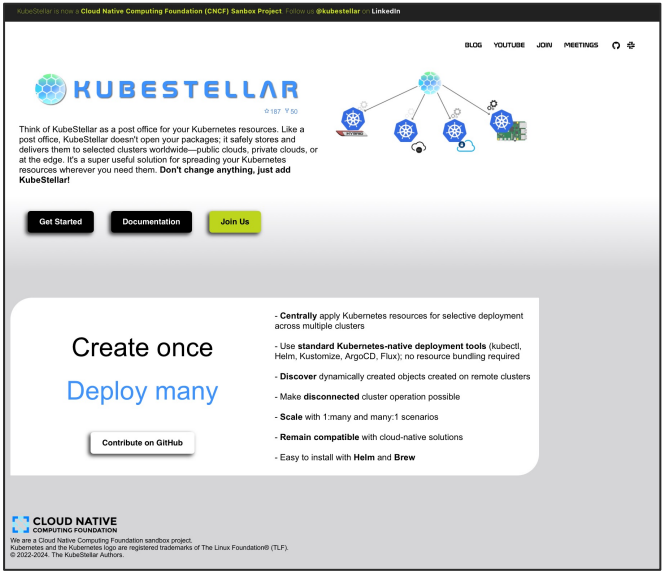 KubeStellar is now a Cloud Native Computing Foundation (CNCF) Sanbox Project. Follow us @kubestellar on LinkedIn
BLOG YOUTUBE JOIN MEETINGS
KUBESTELLAR
187 50
Think of KubeStellar as a post office for your Kubernetes resources. Like a
post office, KubeStellar doesn't open your packages; it safely stores and
delivers them to selected clusters worldwide—public clouds, private clouds, or
at the edge. It's a super useful solution for spreading your Kubernetes
resources wherever you need them. Don't change anything, just add
KubeStellar!
Get Started Documentation Join Us
Create once
Deploy many
Contribute on GitHub
- Centrally apply Kubernetes resources for selective deployment
across multiple clusters
- Use standard Kubernetes-native deployment tools (kubectl,
Helm, Kustomize, ArgoCD, Flux); no resource bundling required
- Discover dynamically created objects created on remote clusters
- Make disconnected cluster operation possible
- Scale with 1:many and many:1 scenarios
- Remain compatible with cloud-native solutions
- Easy to install with Helm and Brew
CLOUD NATIVE
COMPUTING FOUNDATION
We are a Cloud Native Computing Foundation sandbox project.
Kubernetes and the Kubernetes logo are registered trademarks of The Linux Foundation® (TLF).
© 2022-2024. The KubeStellar Authors.